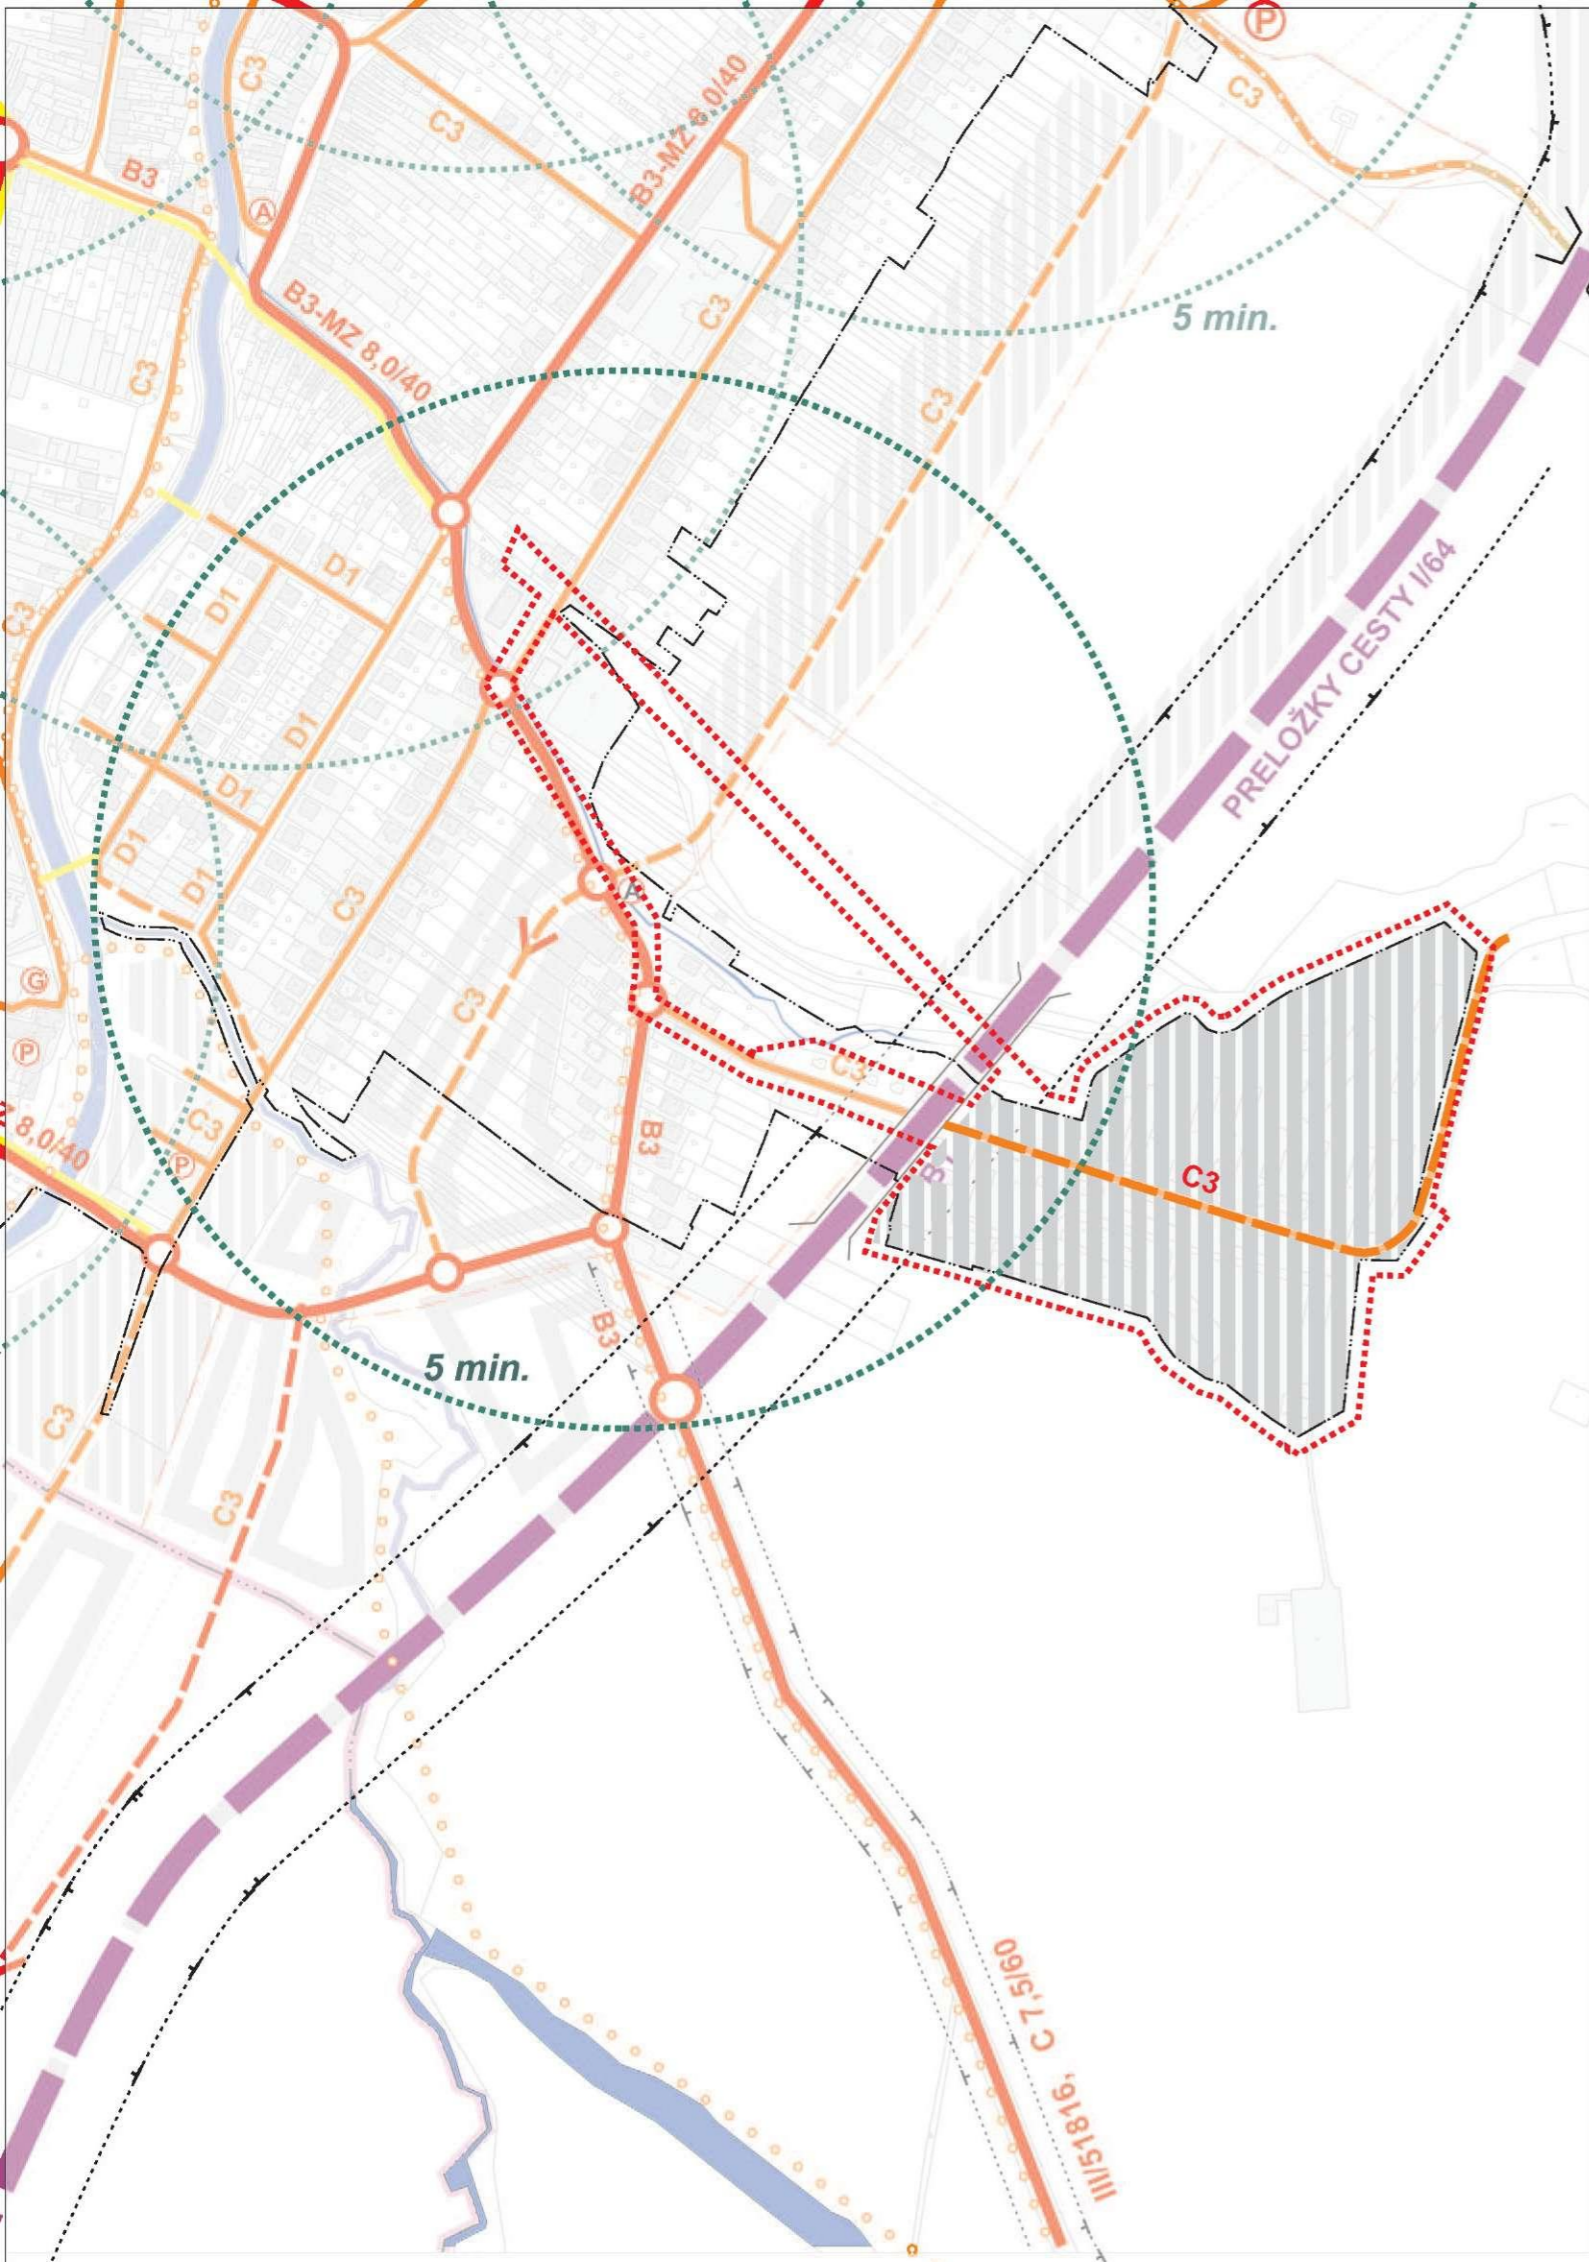 P
C3
C3
C3
B3-MZ 8,0/40
B3
A
5 min.
C3
B3-MZ 8,0/40
C3
C3
PRELOŽKY CESTY I/64
D1
D1
C3
D1
D1
D1
D1
A
C3
G
C3
P
C3
8,0/40
C3
P
B3
C3
B3
5 min.
C3
C3
III/51816, C 7,5/60